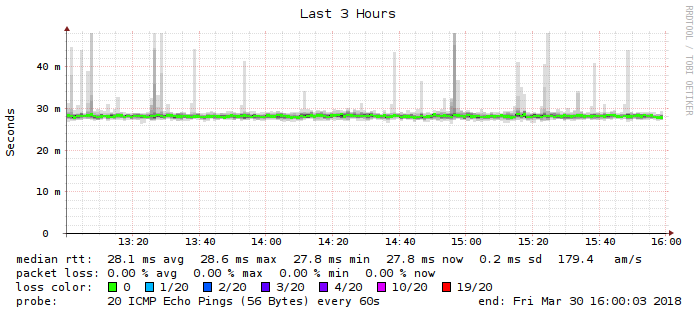 Last 3 Hours
RRDTOOL / TOBI OETIKER
Seconds
40 m
30 m
20 m
10 m
0
13:20 13:40 14:00 14:20 14:40 15:00 15:20 15:40 16:00
median rtt: 28.1 ms avg 28.6 ms max 27.8 ms min 27.8 ms now 0.2 ms sd 179.4 am/s
packet loss: 0.00 % avg 0.00 % max 0.00 % min 0.00 % now
loss color: 0 1/20 2/20 3/20 4/20 10/20 19/20
probe: 20 ICMP Echo Pings (56 Bytes) every 60s end: Fri Mar 30 16:00:03 2018